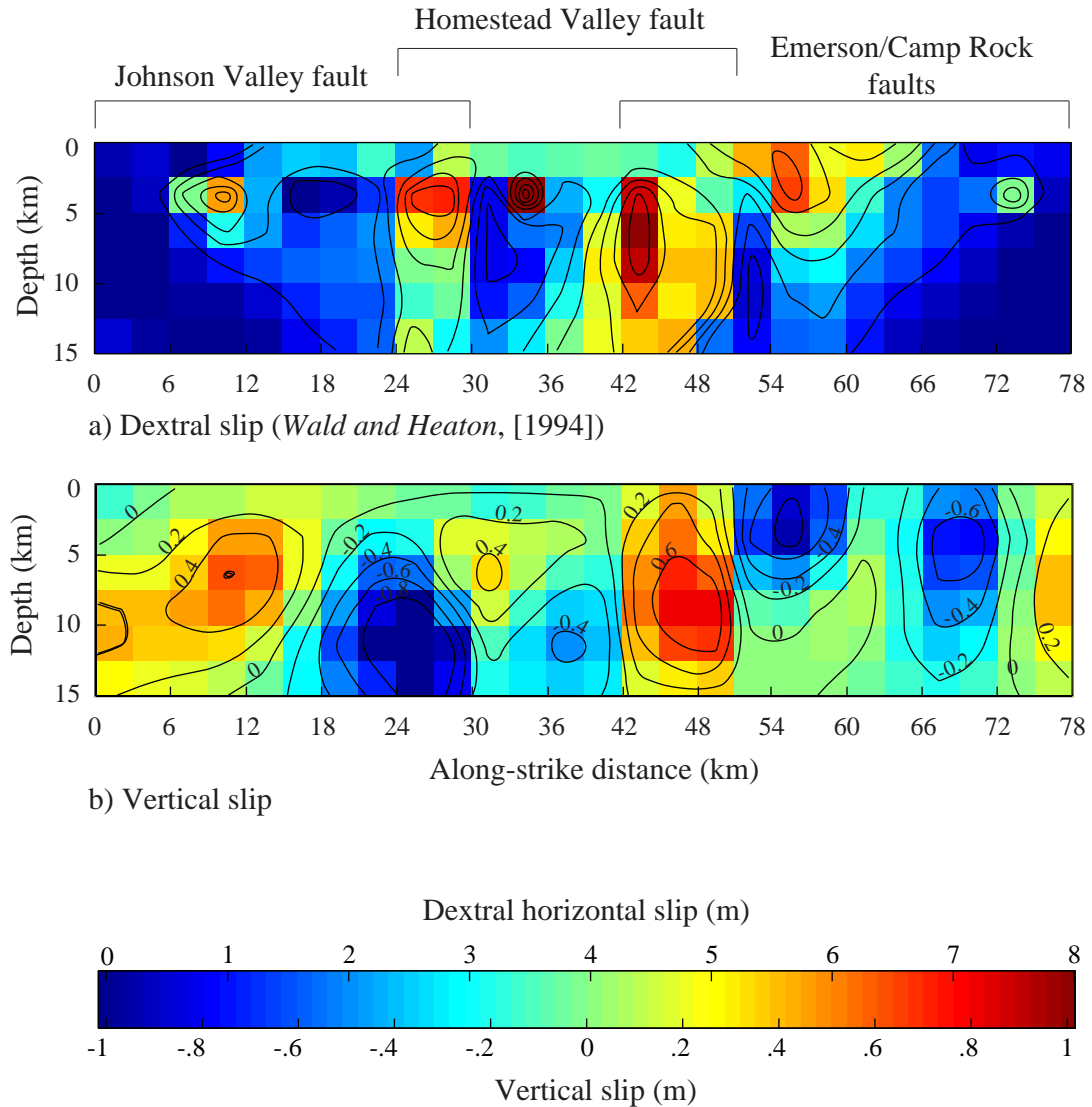 Homestead Valley fault
Johnson Valley fault
Emerson/Camp Rock
faults
Depth (km)
0
5
10
15
0 6 12 18 24 30 36 42 48 54 60 66 72 78
a) Dextral slip (Wald and Heaton, [1994])
Depth (km)
0
5
10
15
0
0.2
0.4
0
-0.2
-0.4
-0.6
-0.8
0.2
0.4
-0.4
0.2
0.6
-0.4
-0.2
0
-0.6
-0.4
-0.2
0
0.2
0 6 12 18 24 30 36 42 48 54 60 66 72 78
Along-strike distance (km)
b) Vertical slip
Dextral horizontal slip (m)
0 1 2 3 4 5 6 7 8
-1 -.8 -.6 -.4 -.2 0 .2 .4 .6 .8 1
Vertical slip (m)